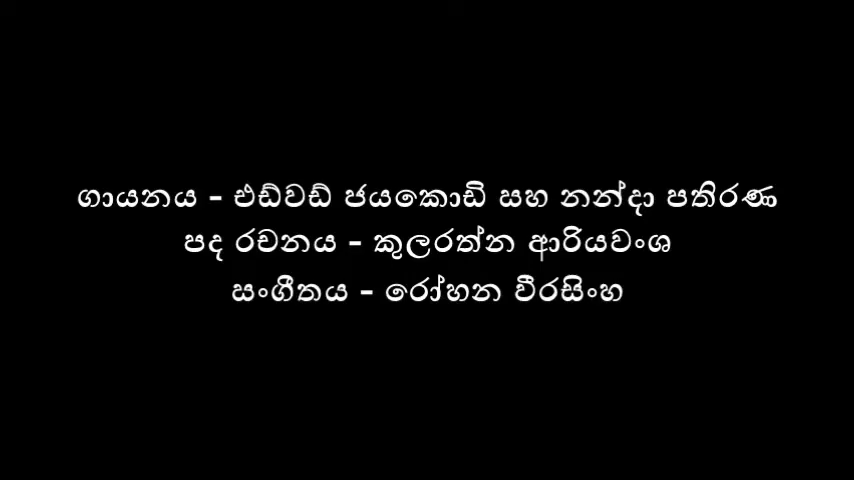 ගායනය - එඩ්වඩ් ජයකොඩි සහ නන්දා පතිරණ
පද රචනය - කුලරත්න ආරියවංශ
සංගීතය - රෝහන වීරසිංහ